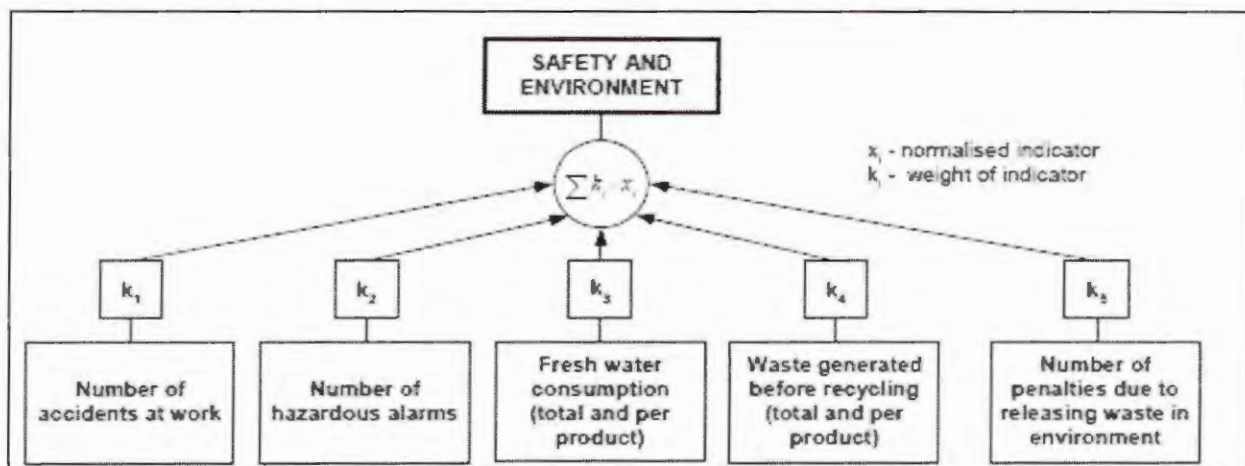 SAFETY AND
ENVIRONMENT
x_i - normalised indicator
k_i - weight of indicator
∑ k_i · x_i
k_1
k_2
k_3
k_4
k_5
Number of
accidents at work
Number of
hazardous alarms
Fresh water
consumption
(total and per
product)
Waste generated
before recycling
(total and per
product)
Number of
penalties due to
releasing waste in
environment